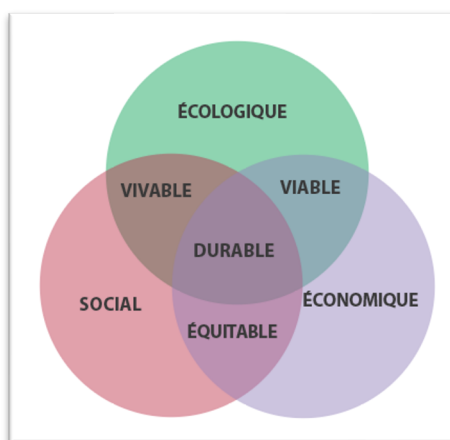 ÉCOLOGIQUE
VIVABLE
VIABLE
DURABLE
SOCIAL
ÉCONOMIQUE
ÉQUITABLE